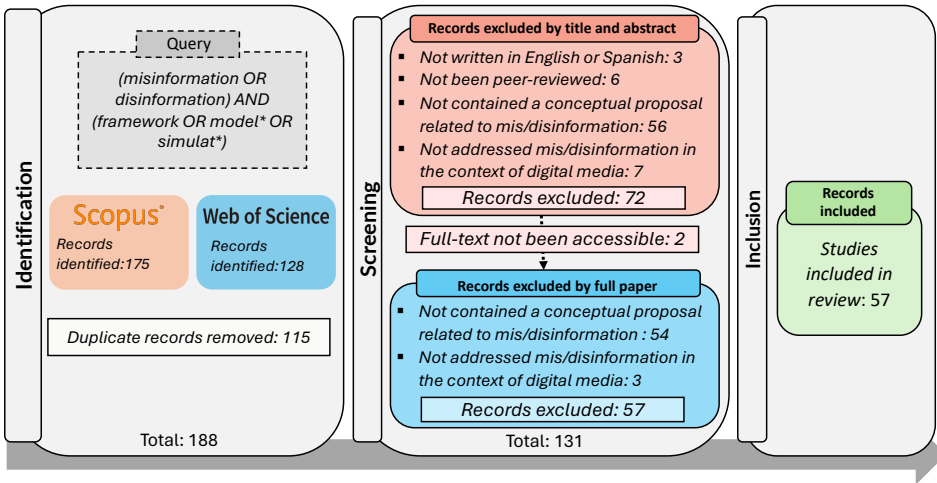 Identification
Query
(misinformation OR
disinformation) AND
(framework OR model* OR
simulat*)
Scopus
Records
identified:175
Web of Science
Records
identified:128
Duplicate records removed: 115
Total: 188
Screening
Records excluded by title and abstract
▪ Not written in English or Spanish: 3
▪ Not been peer-reviewed: 6
▪ Not contained a conceptual proposal
related to mis/disinformation: 56
▪ Not addressed mis/disinformation in
the context of digital media: 7
Records excluded: 72
Full-text not been accessible: 2
Records excluded by full paper
▪ Not contained a conceptual proposal
related to mis/disinformation : 54
▪ Not addressed mis/disinformation in
the context of digital media: 3
Records excluded: 57
Total: 131
Inclusion
Records
included
Studies
included in
review: 57